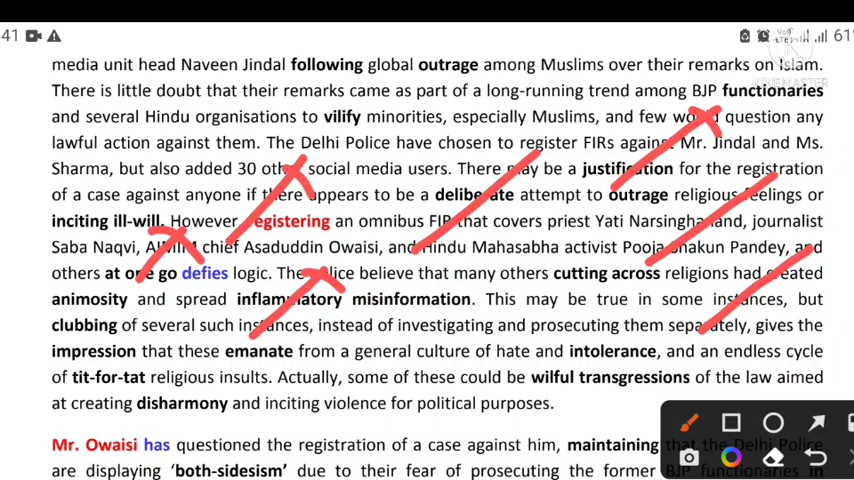 41
61
KINEMASTER
media unit head Naveen Jindal following global outrage among Muslims over their remarks on Islam.
There is little doubt that their remarks came as part of a long-running trend among BJP functionaries
and several Hindu organisations to vilify minorities, especially Muslims, and few would question any
lawful action against them. The Delhi Police have chosen to register FIRs against Mr. Jindal and Ms.
Sharma, but also added 30 other social media users. There may be a justification for the registration
of a case against anyone if there appears to be a deliberate attempt to outrage religious feelings or
inciting ill-will. However registering an omnibus FIR that covers priest Yati Narsinghanand, journalist
Saba Naqvi, AIMIM chief Asaduddin Owaisi, and Hindu Mahasabha activist Pooja Shakun Pandey, and
others at one go defies logic. The police believe that many others cutting across religions had created
animosity and spread inflammatory misinformation. This may be true in some instances, but
clubbing of several such instances, instead of investigating and prosecuting them separately, gives the
impression that these emanate from a general culture of hate and intolerance, and an endless cycle
of tit-for-tat religious insults. Actually, some of these could be wilful transgressions of the law aimed
at creating disharmony and inciting violence for political purposes.
Mr. Owaisi has questioned the registration of a case against him, maintaining that the Delhi Police
are displaying ‘both-sidesism’ due to their fear of prosecuting the former BJP functionaries in